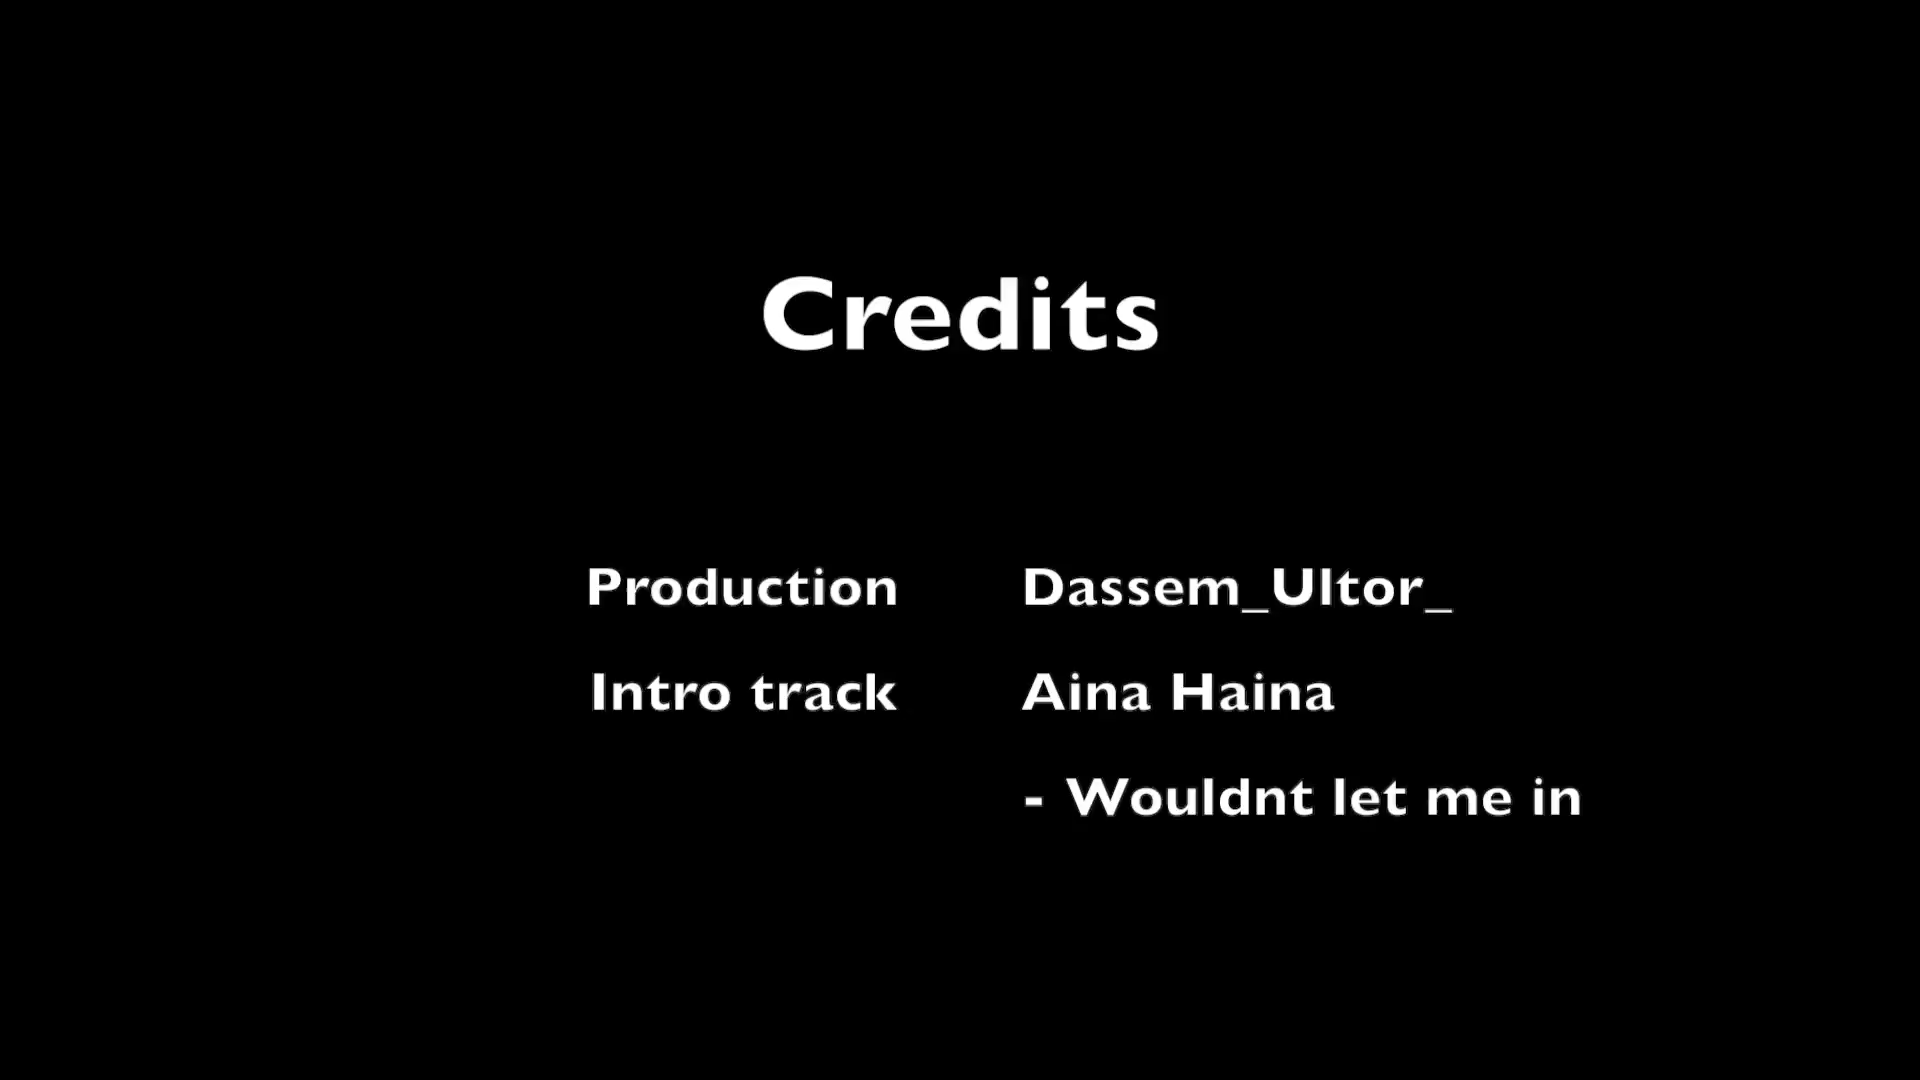 Credits
Production Dassem_Ultor_
Intro track Aina Haina
- Wouldnt let me in